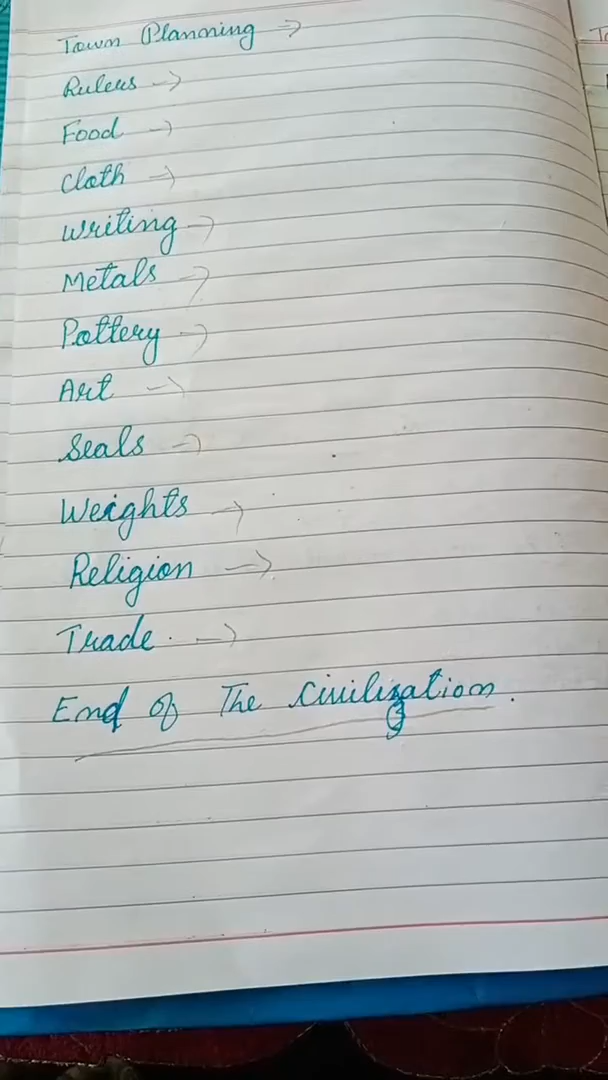 Town Planning →
Rulers →
Food →
Cloth →
Writing →
Metals →
Pottery →
Art →
Seals →
Weights →
Religion →
Trade. →
End of The Civilization.